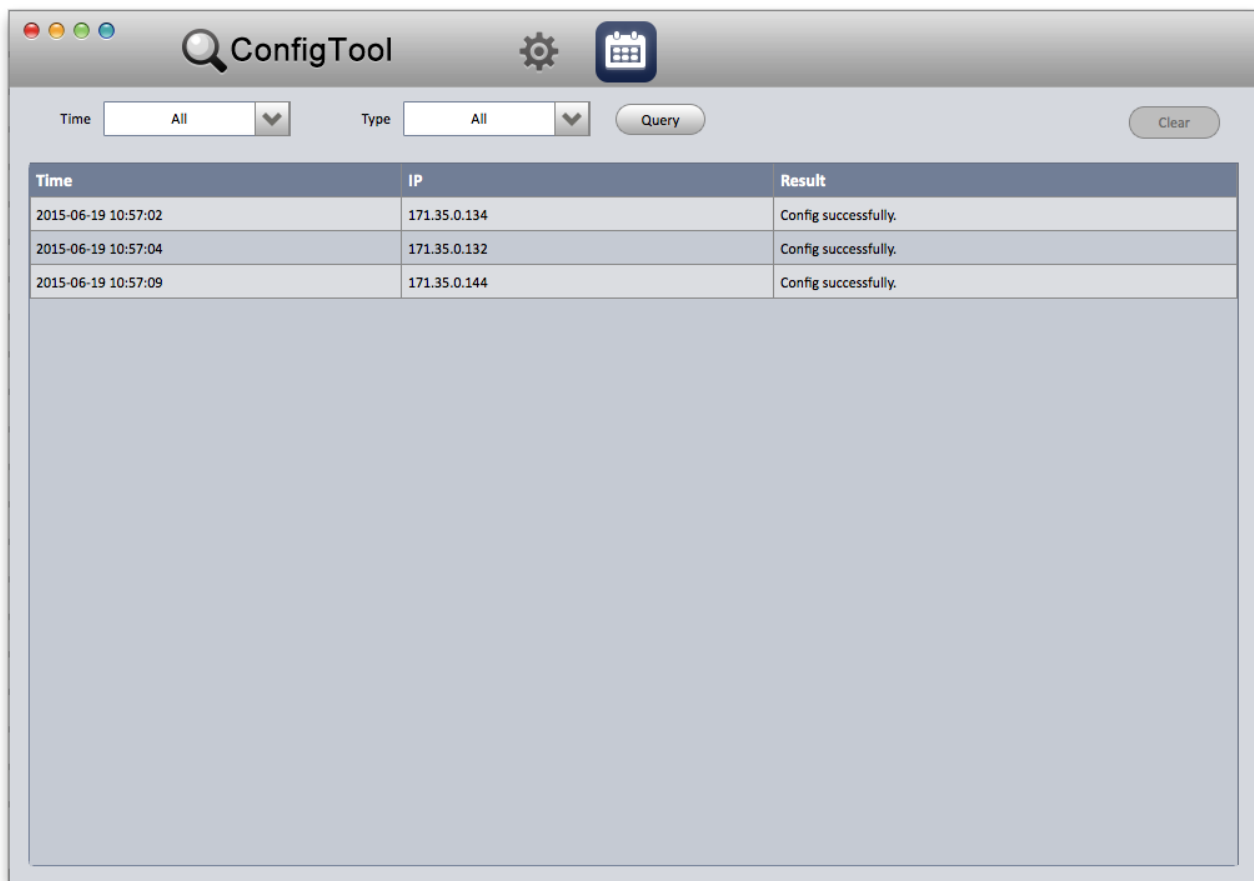 ConfigTool
Time All Type All Query Clear
Time IP Result
2015-06-19 10:57:02 171.35.0.134 Config successfully.
2015-06-19 10:57:04 171.35.0.132 Config successfully.
2015-06-19 10:57:09 171.35.0.144 Config successfully.